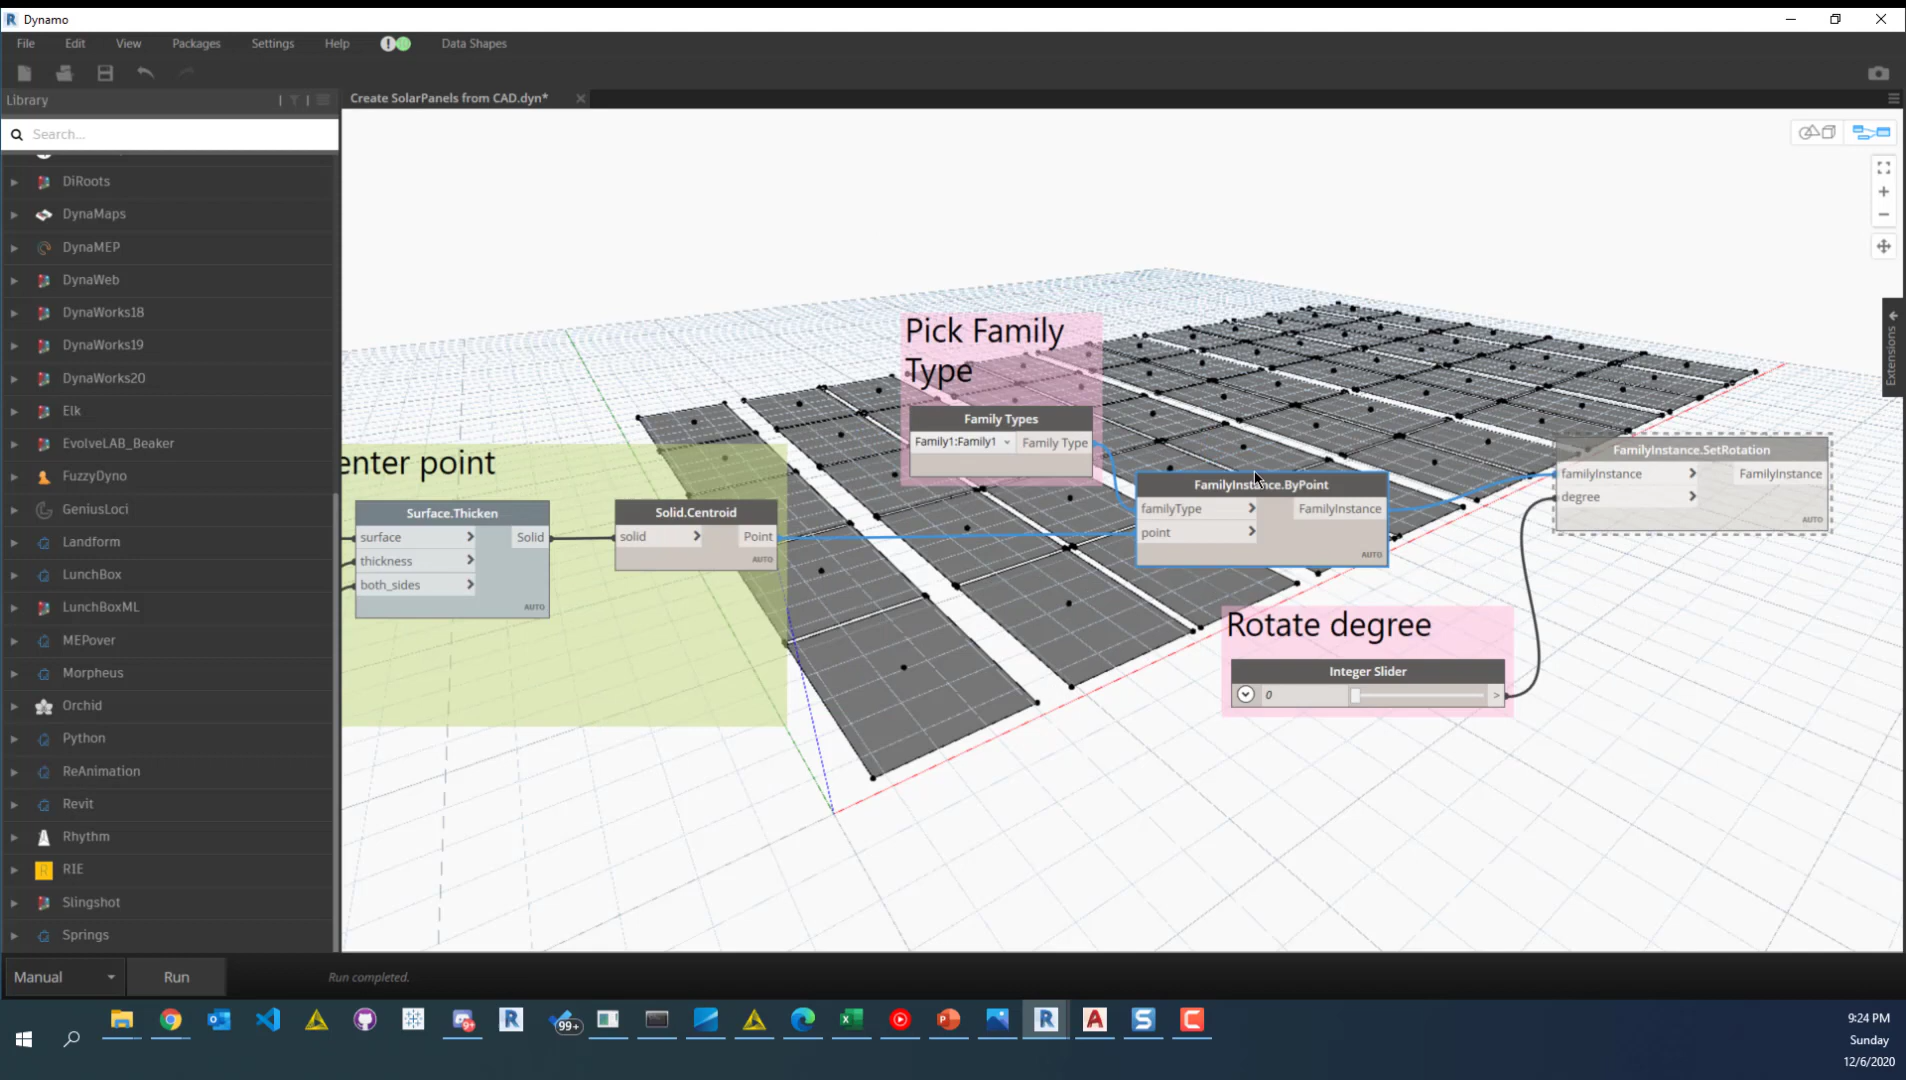 Dynamo
File Edit View Packages Settings Help Data Shapes
Library
Create SolarPanels from CAD.dyn*
Search...
DiRoots
DynaMaps
DynaMEP
DynaWeb
DynaWorks18
DynaWorks19
DynaWorks20
Elk
EvolveLAB_Beaker
FuzzyDyno
GeniusLoci
Landform
LunchBox
LunchBoxML
MEPover
Morpheus
Orchid
Python
ReAnimation
Revit
Rhythm
RIE
Slingshot
Springs
enter point
Surface.Thicken
surface Solid
thickness
both_sides
AUTO
Solid.Centroid
solid Point
AUTO
Pick Family
Type
Family Types
Family1:Family1 Family Type
FamilyInstance.ByPoint
familyType FamilyInstance
point
AUTO
Rotate degree
Integer Slider
0 >
FamilyInstance.SetRotation
familyInstance FamilyInstance
degree
AUTO
Extensions
Manual Run Run completed.
99+
9+
9:24 PM
Sunday
12/6/2020